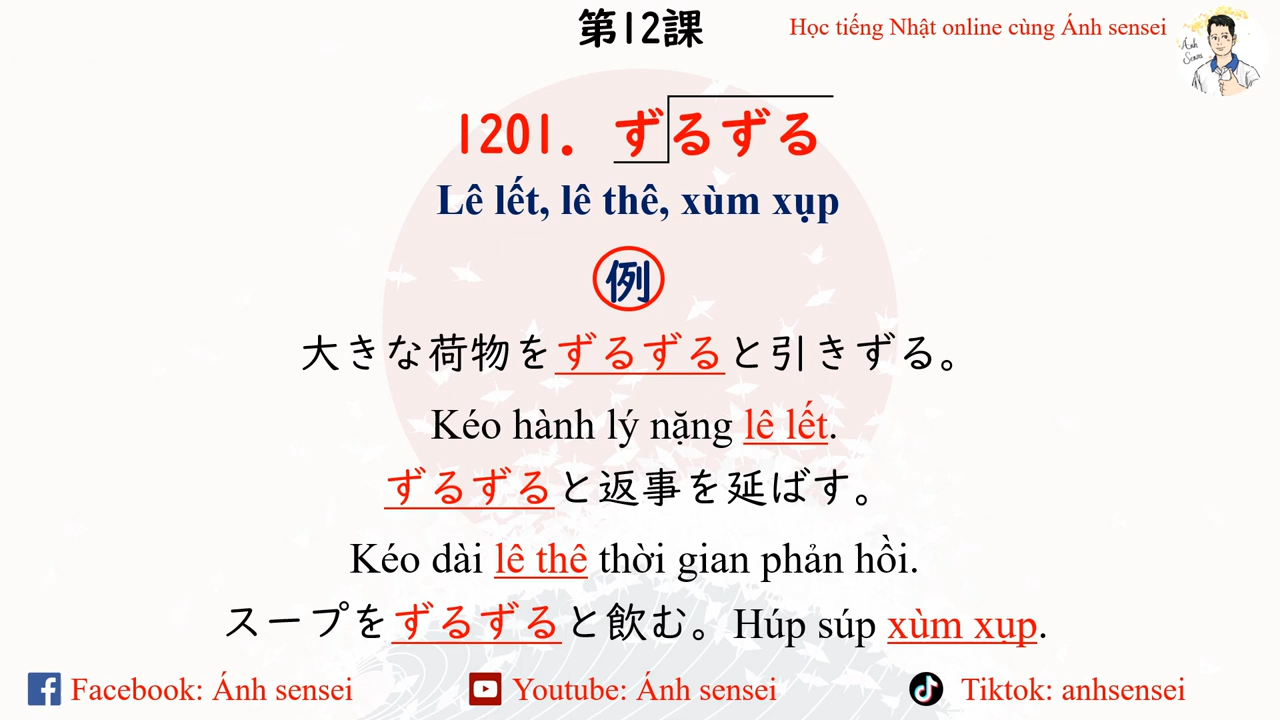 第12課
Học tiếng Nhật online cùng Ánh sensei
Ánh Sensei
1201. ずるずる
Lê lết, lê thê, xùm xụp
例
大きな荷物をずるずると引きずる。
Kéo hành lý nặng lê lết.
ずるずると返事を延ばす。
Kéo dài lê thê thời gian phản hồi.
スープをずるずると飲む。Húp súp xùm xụp.
Facebook: Ánh sensei Youtube: Ánh sensei Tiktok: anhsensei